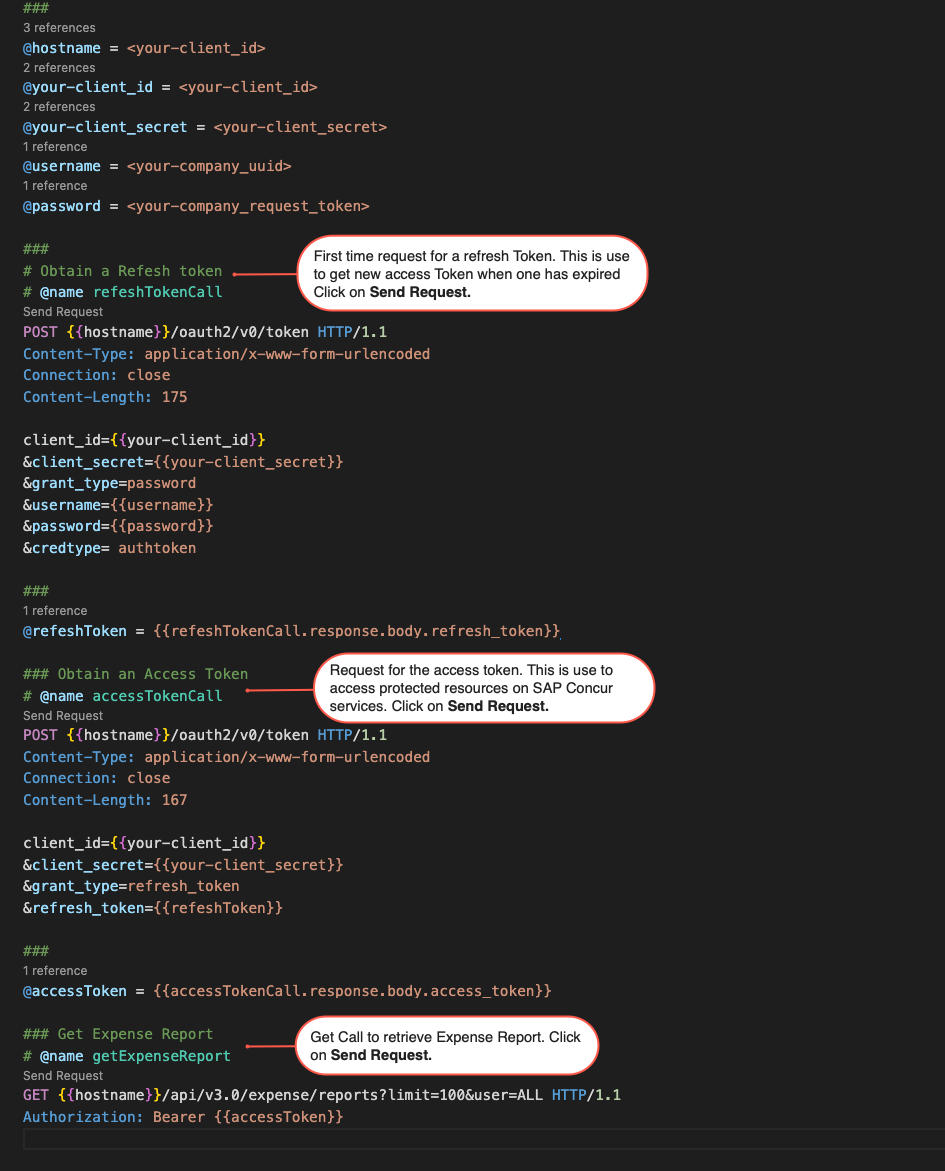 ###
3 references
@hostname = <your-client_id>
2 references
@your-client_id = <your-client_id>
2 references
@your-client_secret = <your-client_secret>
1 reference
@username = <your-company_uuid>
1 reference
@password = <your-company_request_token>
###
# Obtain a Refesh token
# @name refeshTokenCall
First time request for a refresh Token. This is use
to get new access Token when one has expired
Click on Send Request.
Send Request
POST {{hostname}}/oauth2/v0/token HTTP/1.1
Content-Type: application/x-www-form-urlencoded
Connection: close
Content-Length: 175
client_id={{your-client_id}}
&client_secret={{your-client_secret}}
&grant_type=password
&username={{username}}
&password={{password}}
&credtype= authtoken
###
1 reference
@refeshToken = {{refeshTokenCall.response.body.refresh_token}}
### Obtain an Access Token
# @name accessTokenCall
Request for the access token. This is use to
access protected resources on SAP Concur
services. Click on Send Request.
Send Request
POST {{hostname}}/oauth2/v0/token HTTP/1.1
Content-Type: application/x-www-form-urlencoded
Connection: close
Content-Length: 167
client_id={{your-client_id}}
&client_secret={{your-client_secret}}
&grant_type=refresh_token
&refresh_token={{refeshToken}}
###
1 reference
@accessToken = {{accessTokenCall.response.body.access_token}}
### Get Expense Report
# @name getExpenseReport
Get Call to retrieve Expense Report. Click
on Send Request.
Send Request
GET {{hostname}}/api/v3.0/expense/reports?limit=100&user=ALL HTTP/1.1
Authorization: Bearer {{accessToken}}